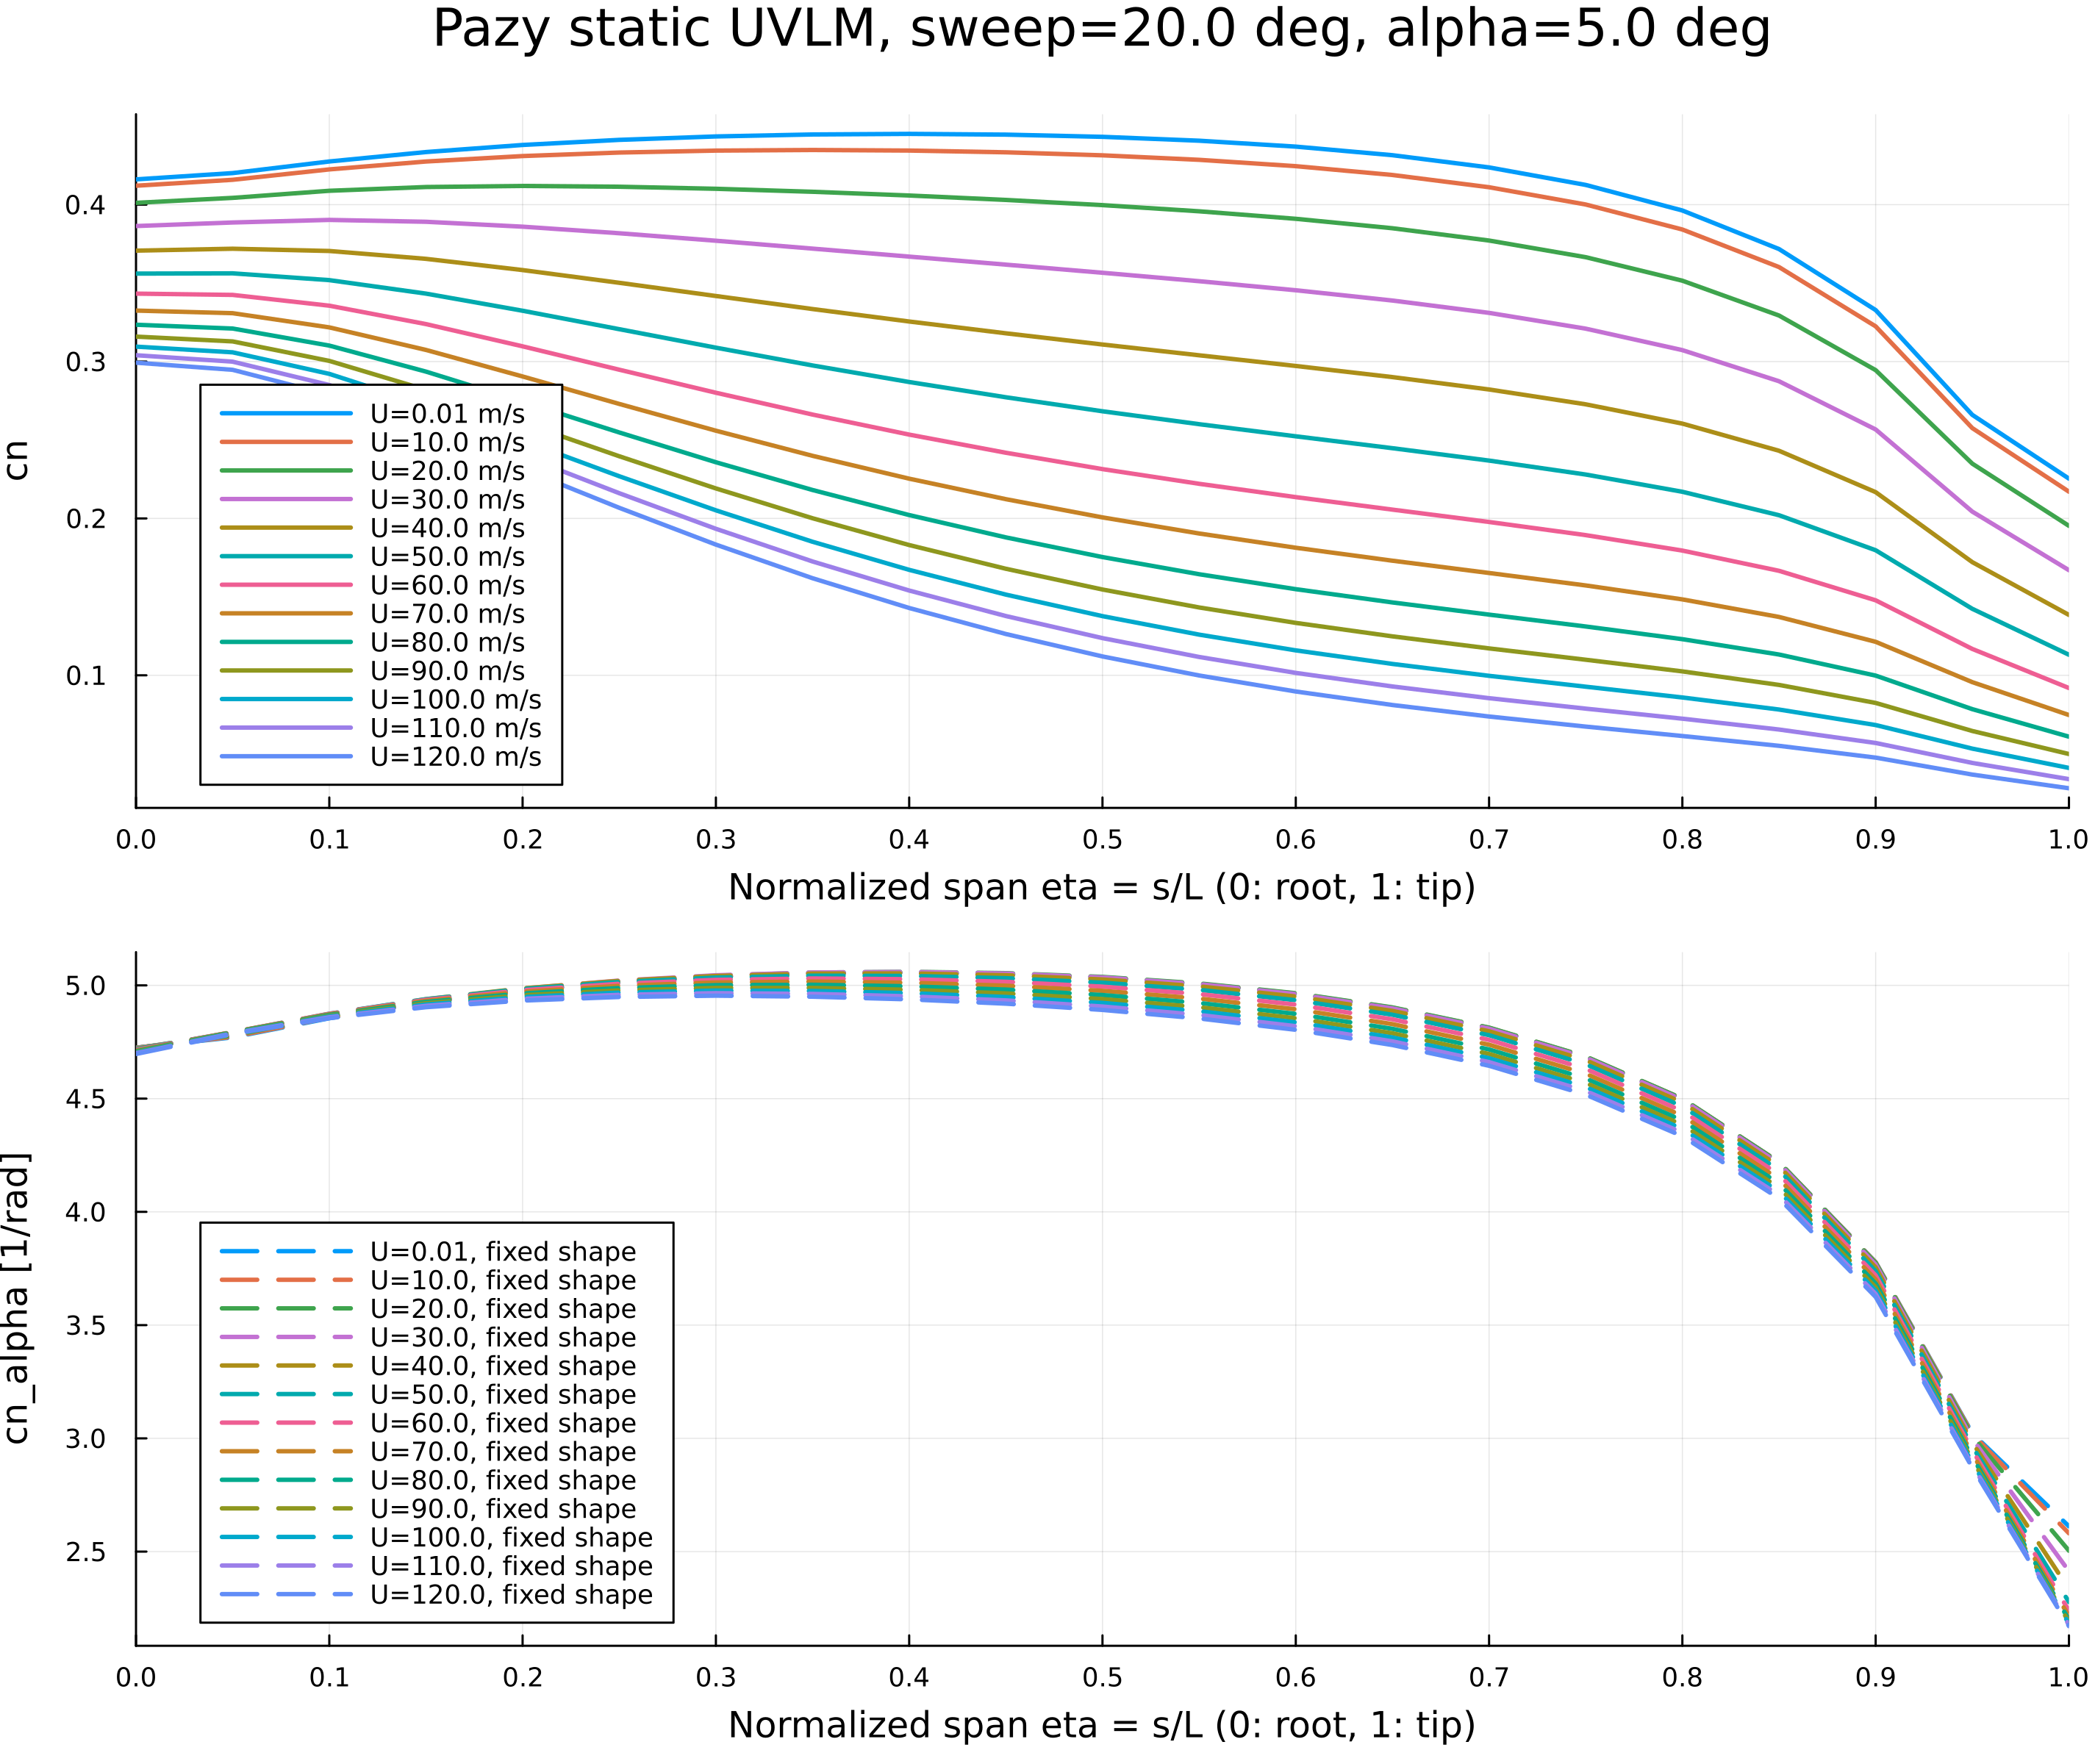 Pazy static UVLM, sweep=20.0 deg, alpha=5.0 deg
cn
0.4
0.3
0.2
0.1
U=0.01 m/s
U=10.0 m/s
U=20.0 m/s
U=30.0 m/s
U=40.0 m/s
U=50.0 m/s
U=60.0 m/s
U=70.0 m/s
U=80.0 m/s
U=90.0 m/s
U=100.0 m/s
U=110.0 m/s
U=120.0 m/s
0.0 0.1 0.2 0.3 0.4 0.5 0.6 0.7 0.8 0.9 1.0
Normalized span eta = s/L (0: root, 1: tip)
cn_alpha [1/rad]
5.0
4.5
4.0
3.5
3.0
2.5
U=0.01, fixed shape
U=10.0, fixed shape
U=20.0, fixed shape
U=30.0, fixed shape
U=40.0, fixed shape
U=50.0, fixed shape
U=60.0, fixed shape
U=70.0, fixed shape
U=80.0, fixed shape
U=90.0, fixed shape
U=100.0, fixed shape
U=110.0, fixed shape
U=120.0, fixed shape
0.0 0.1 0.2 0.3 0.4 0.5 0.6 0.7 0.8 0.9 1.0
Normalized span eta = s/L (0: root, 1: tip)